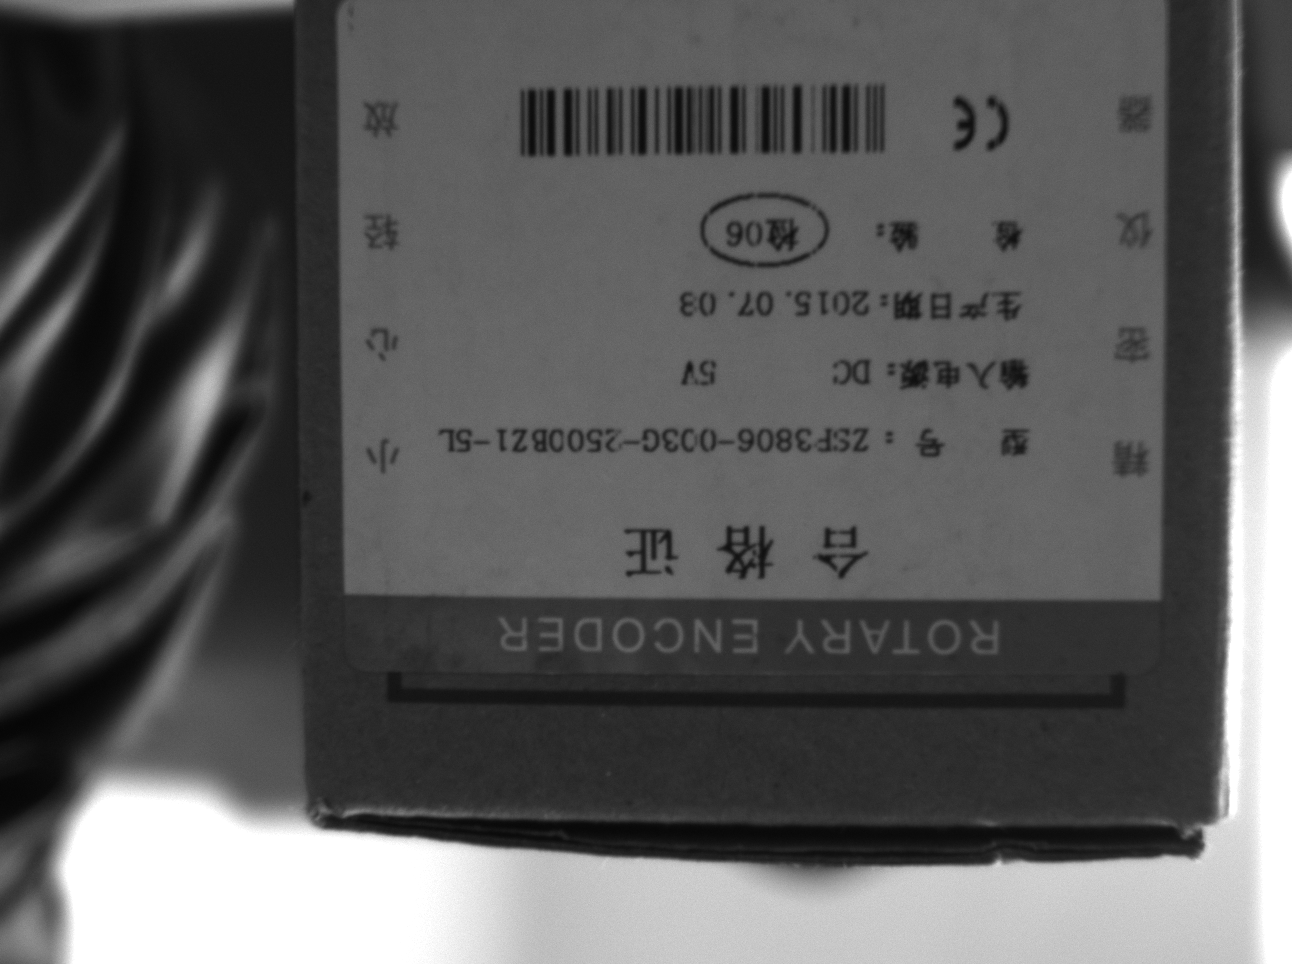 ROTARY ENCODER
合格证
型 号：ZSF3806-003G-2500BZ1-5L
输入电源：DC 5V
生产日期：2015.07.03
检 验：检06
CE
精密仪器
小心轻放